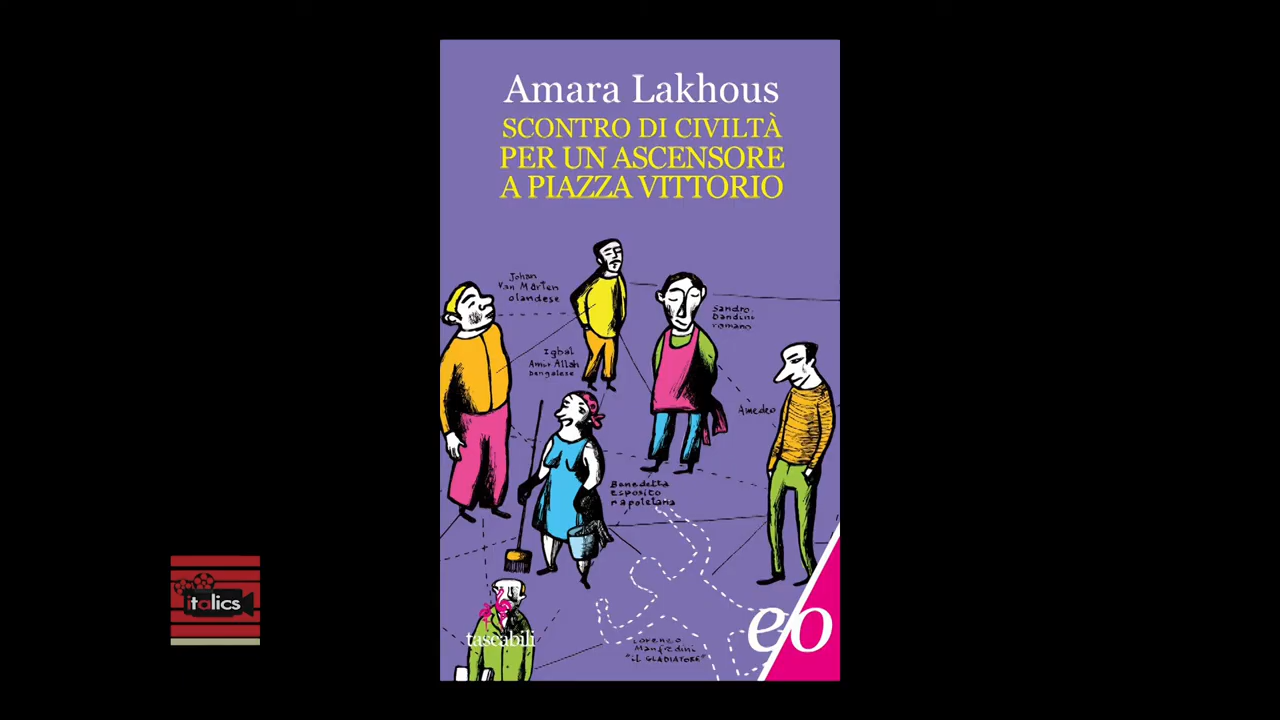 Amara Lakhous
SCONTRO DI CIVILTÀ
PER UN ASCENSORE
A PIAZZA VITTORIO
Johan
Van Marten
olandese
Sandro
Dandini
romano
Iqbal
Amir Allah
bengalese
Amedeo
Benedetta
Esposito
napoletana
italics
tascabili
Lorenzo
Manfredini
"il GLADIATORE"
e/o